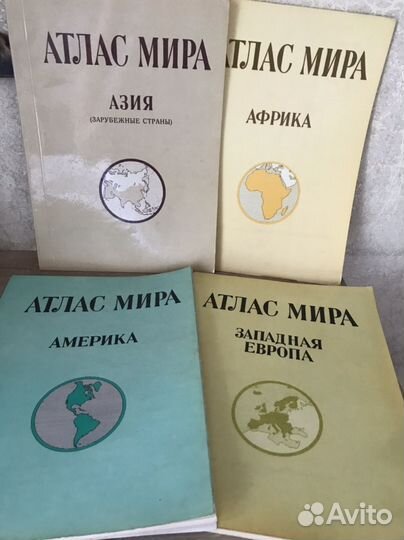 АТЛАС МИРА
АЗИЯ
(ЗАРУБЕЖНЫЕ СТРАНЫ)
АТЛАС МИРА
АФРИКА
АТЛАС МИРА
АМЕРИКА
АТЛАС МИРА
ЗАПАДНАЯ
ЕВРОПА
Avito